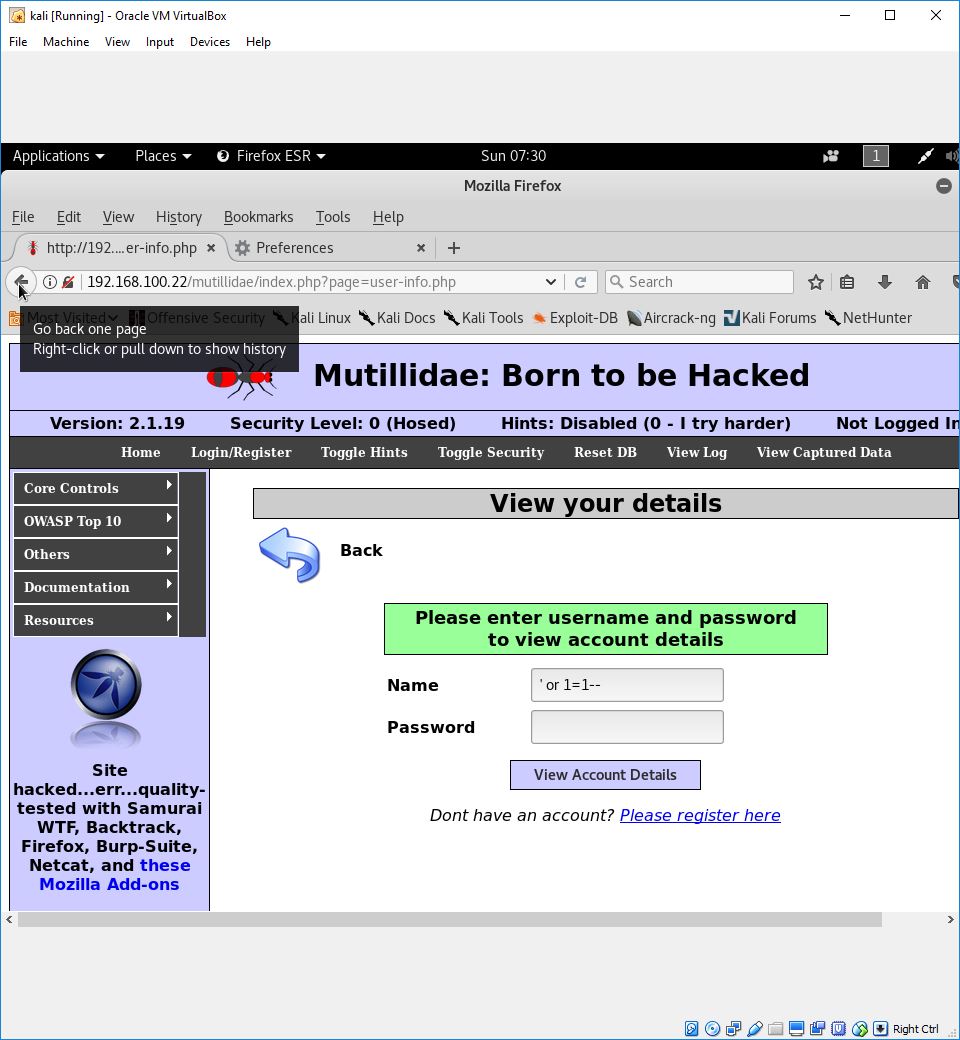 kali [Running] - Oracle VM VirtualBox
File Machine View Input Devices Help
Applications Places Firefox ESR Sun 07:30 1
Mozilla Firefox
File Edit View History Bookmarks Tools Help
http://192....er-info.php Preferences
192.168.100.22/mutillidae/index.php?page=user-info.php Search
Most Visited Offensive Security Kali Linux Kali Docs Kali Tools Exploit-DB Aircrack-ng Kali Forums NetHunter
Go back one page
Right-click or pull down to show history
Mutillidae: Born to be Hacked
Version: 2.1.19 Security Level: 0 (Hosed) Hints: Disabled (0 - I try harder) Not Logged In
Home Login/Register Toggle Hints Toggle Security Reset DB View Log View Captured Data
Core Controls
OWASP Top 10
Others
Documentation
Resources
Site
hacked...err...quality-
tested with Samurai
WTF, Backtrack,
Firefox, Burp-Suite,
Netcat, and these
Mozilla Add-ons
View your details
Back
Please enter username and password
to view account details
Name ' or 1=1--
Password
View Account Details
Dont have an account? Please register here
Right Ctrl